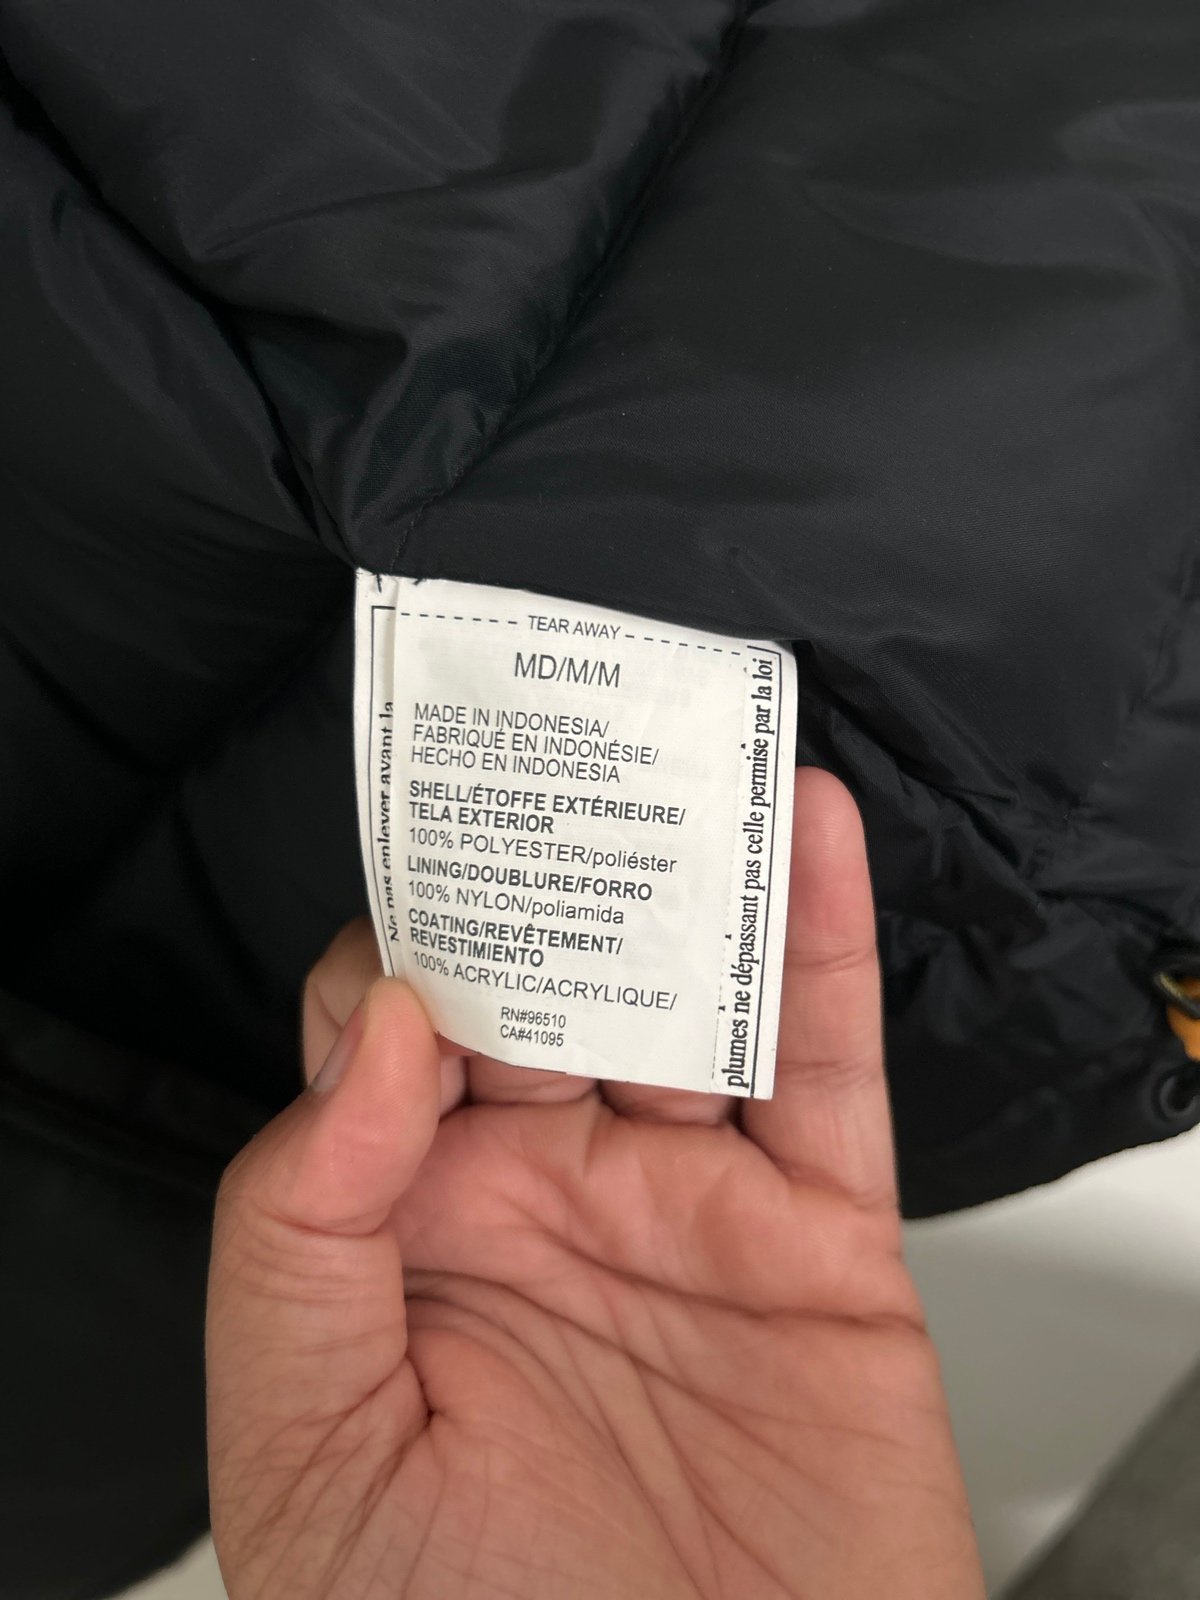 TEAR AWAY
MD/M/M
MADE IN INDONESIA/
FABRIQUÉ EN INDONÉSIE/
HECHO EN INDONESIA
SHELL/ÉTOFFE EXTÉRIEURE/
TELA EXTERIOR
100% POLYESTER/poliéster
LINING/DOUBLURE/FORRO
100% NYLON/poliamida
COATING/REVÊTEMENT/
REVESTIMIENTO
100% ACRYLIC/ACRYLIQUE/
RN#96510
CA#41095
Ne pas enlever avant la
plumes ne dépassant pas celle permise par la loi